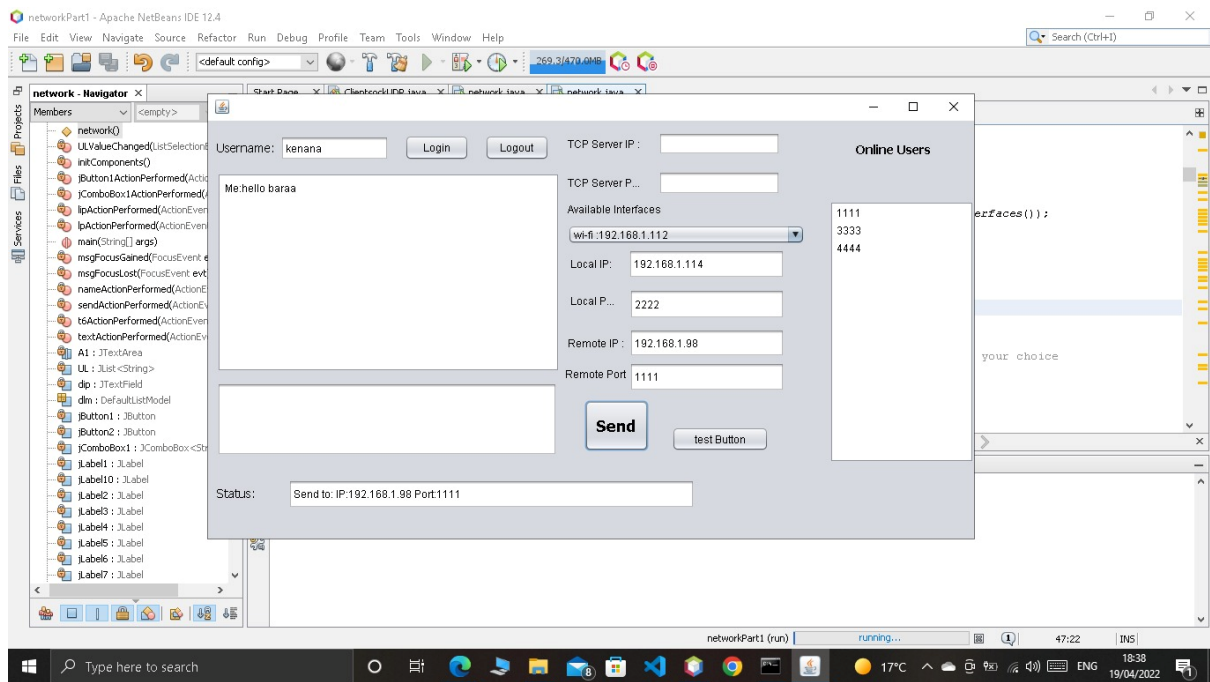 networkPart1 - Apache NetBeans IDE 12.4
File Edit View Navigate Source Refactor Run Debug Profile Team Tools Window Help
Search (Ctrl+I)
<default config>
269.3/479.0MB
network - Navigator
Start Page ClientsockUDP.java network.java network.java
Members <empty>
Projects
Files
Services
network()
ULValueChanged(ListSelection
initComponents()
jButton1ActionPerformed(Actio
jComboBox1ActionPerformed(
lipActionPerformed(ActionEven
lpActionPerformed(ActionEvent
main(String[] args)
msgFocusGained(FocusEvent e
msgFocusLost(FocusEvent evt
nameActionPerformed(ActionE
sendActionPerformed(ActionEv
t6ActionPerformed(ActionEven
textActionPerformed(ActionEv
A1 : JTextArea
UL : JList<String>
dip : JTextField
dlm : DefaultListModel
jButton1 : JButton
jButton2 : JButton
jComboBox1 : JComboBox<Str
jLabel1 : JLabel
jLabel10 : JLabel
jLabel2 : JLabel
jLabel3 : JLabel
jLabel4 : JLabel
jLabel5 : JLabel
jLabel6 : JLabel
jLabel7 : JLabel
Username: kenana Login Logout
Me:hello baraa
TCP Server IP :
TCP Server P...
Available Interfaces
wi-fi :192.168.1.112
Local IP: 192.168.1.114
Local P... 2222
Remote IP : 192.168.1.98
Remote Port 1111
Send
test Button
Online Users
1111
3333
4444
Status: Send to: IP:192.168.1.98 Port:1111
erfaces());
your choice
networkPart1 (run) running... 1 47:22 INS
Type here to search
8
17°C ENG
18:38
19/04/2022
1